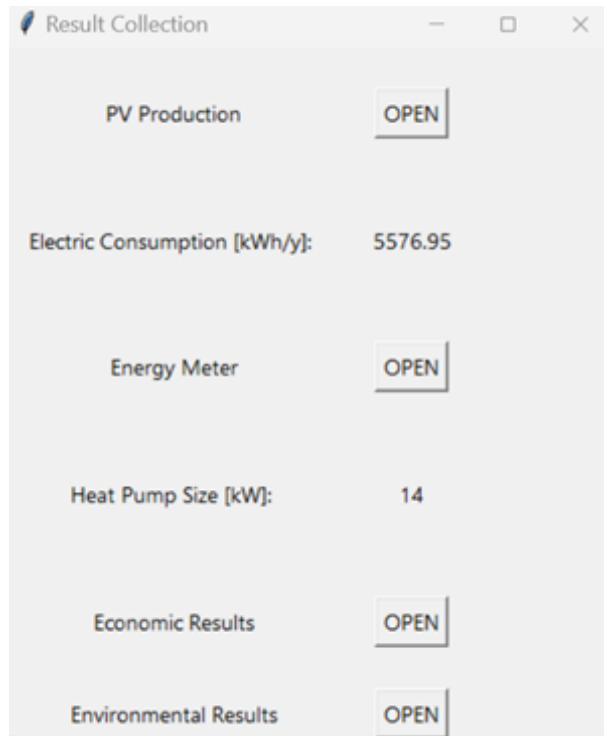 Result Collection
PV Production OPEN
Electric Consumption [kWh/y]: 5576.95
Energy Meter OPEN
Heat Pump Size [kW]: 14
Economic Results OPEN
Environmental Results OPEN